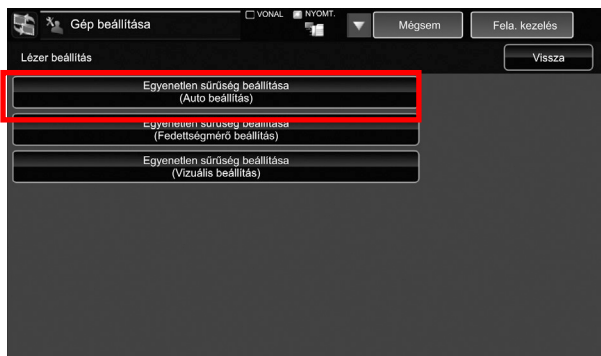 Gép beállítása
VONAL
NYOMT.
Mégsem
Fela. kezelés
Lézer beállítás
Vissza
Egyenetlen sűrűség beállítása
(Auto beállítás)
Egyenetlen sűrűség beállítása
(Fedettségmérő beállítás)
Egyenetlen sűrűség beállítása
(Vizuális beállítás)